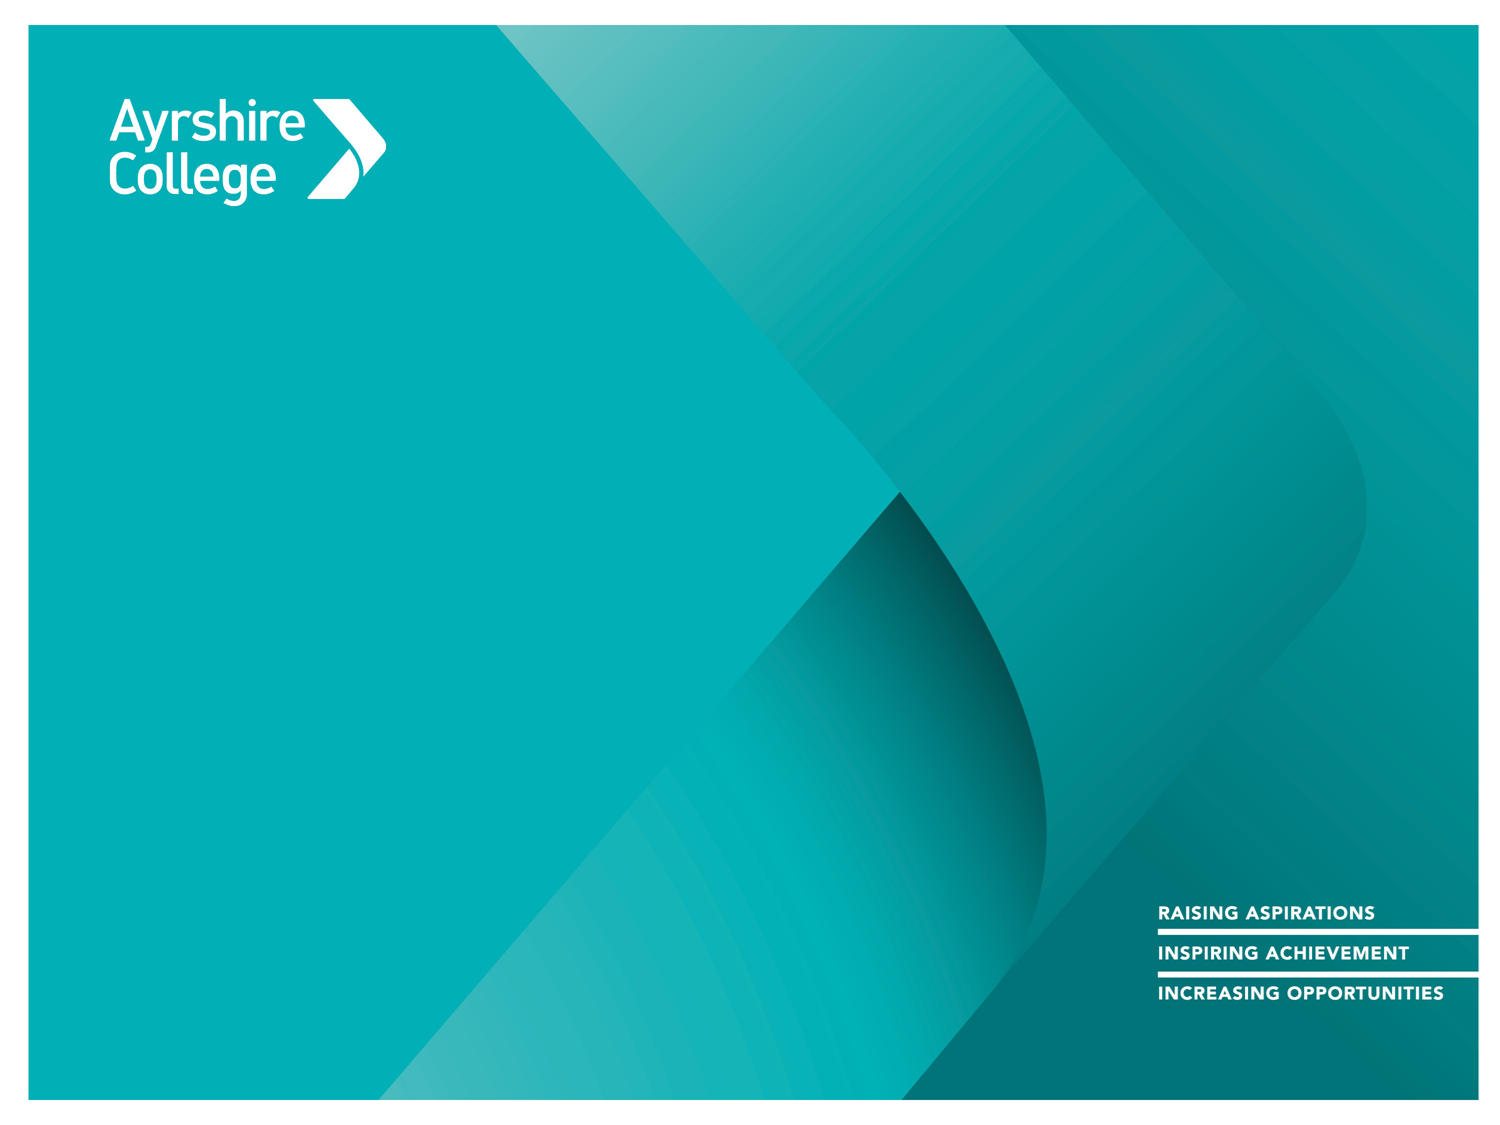 Ayrshire
College
RAISING ASPIRATIONS
INSPIRING ACHIEVEMENT
INCREASING OPPORTUNITIES